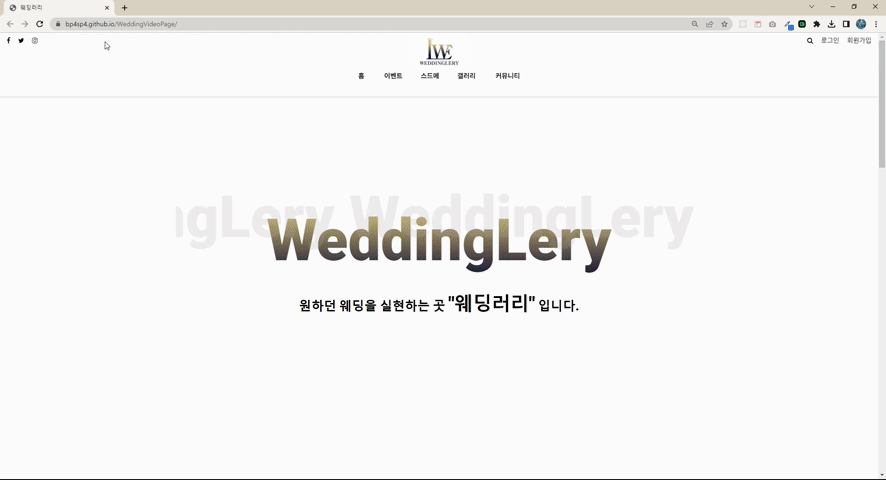 웨딩러리
bp4sp4.github.io/WeddingVideoPage/
로그인 회원가입
WE
WEDDINGLERY
홈 이벤트 스드메 갤러리 커뮤니티
ngLery WeddingLery
WeddingLery
원하던 웨딩을 실현하는 곳 "웨딩러리" 입니다.